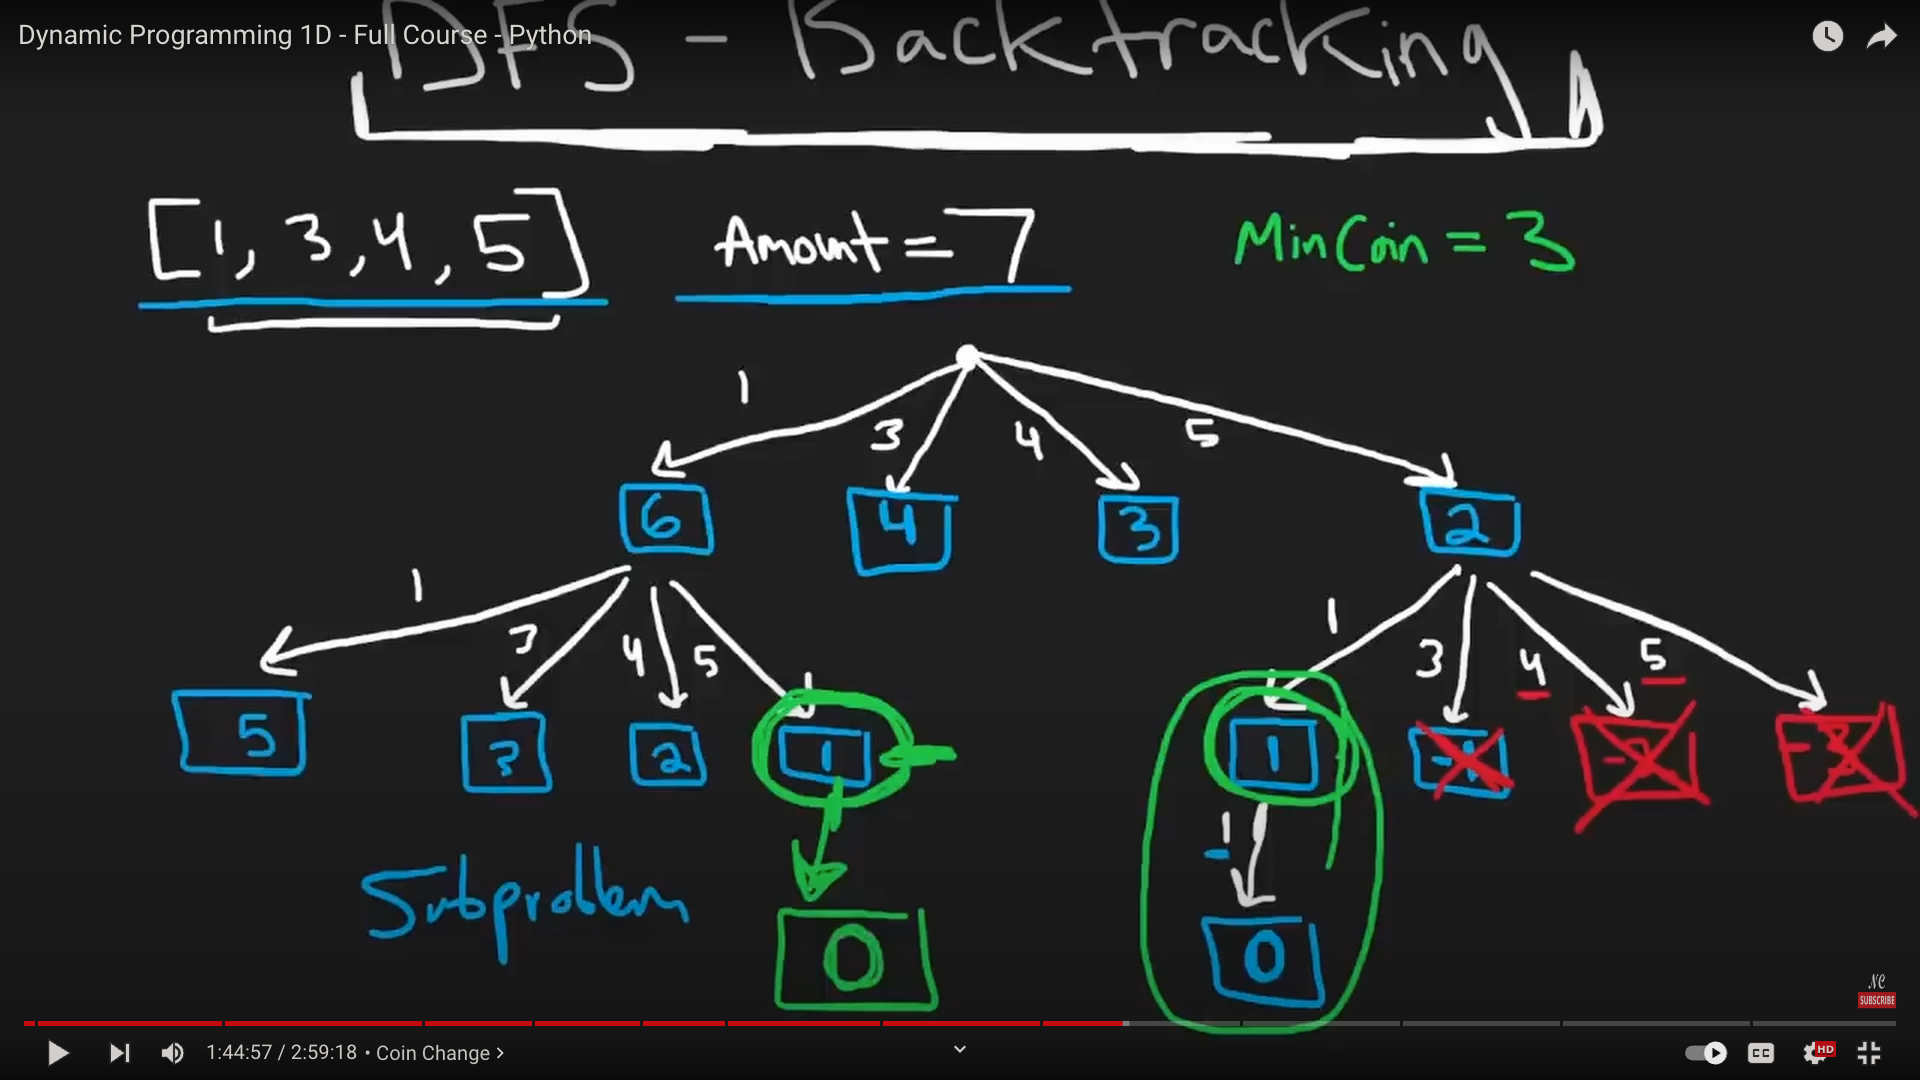 Dynamic Programming 1D - Full Course - Python
DFS - Backtracking
[1, 3, 4, 5] Amount = 7 MinCoin = 3
1 3 4 5
6 4 3 2
1 3 4 5 1 3 4 5
5 3 2 1 1 -1 -2 -3
-1
Subproblem
0 0
NC
SUBSCRIBE
1:44:57 / 2:59:18 • Coin Change >
CC HD